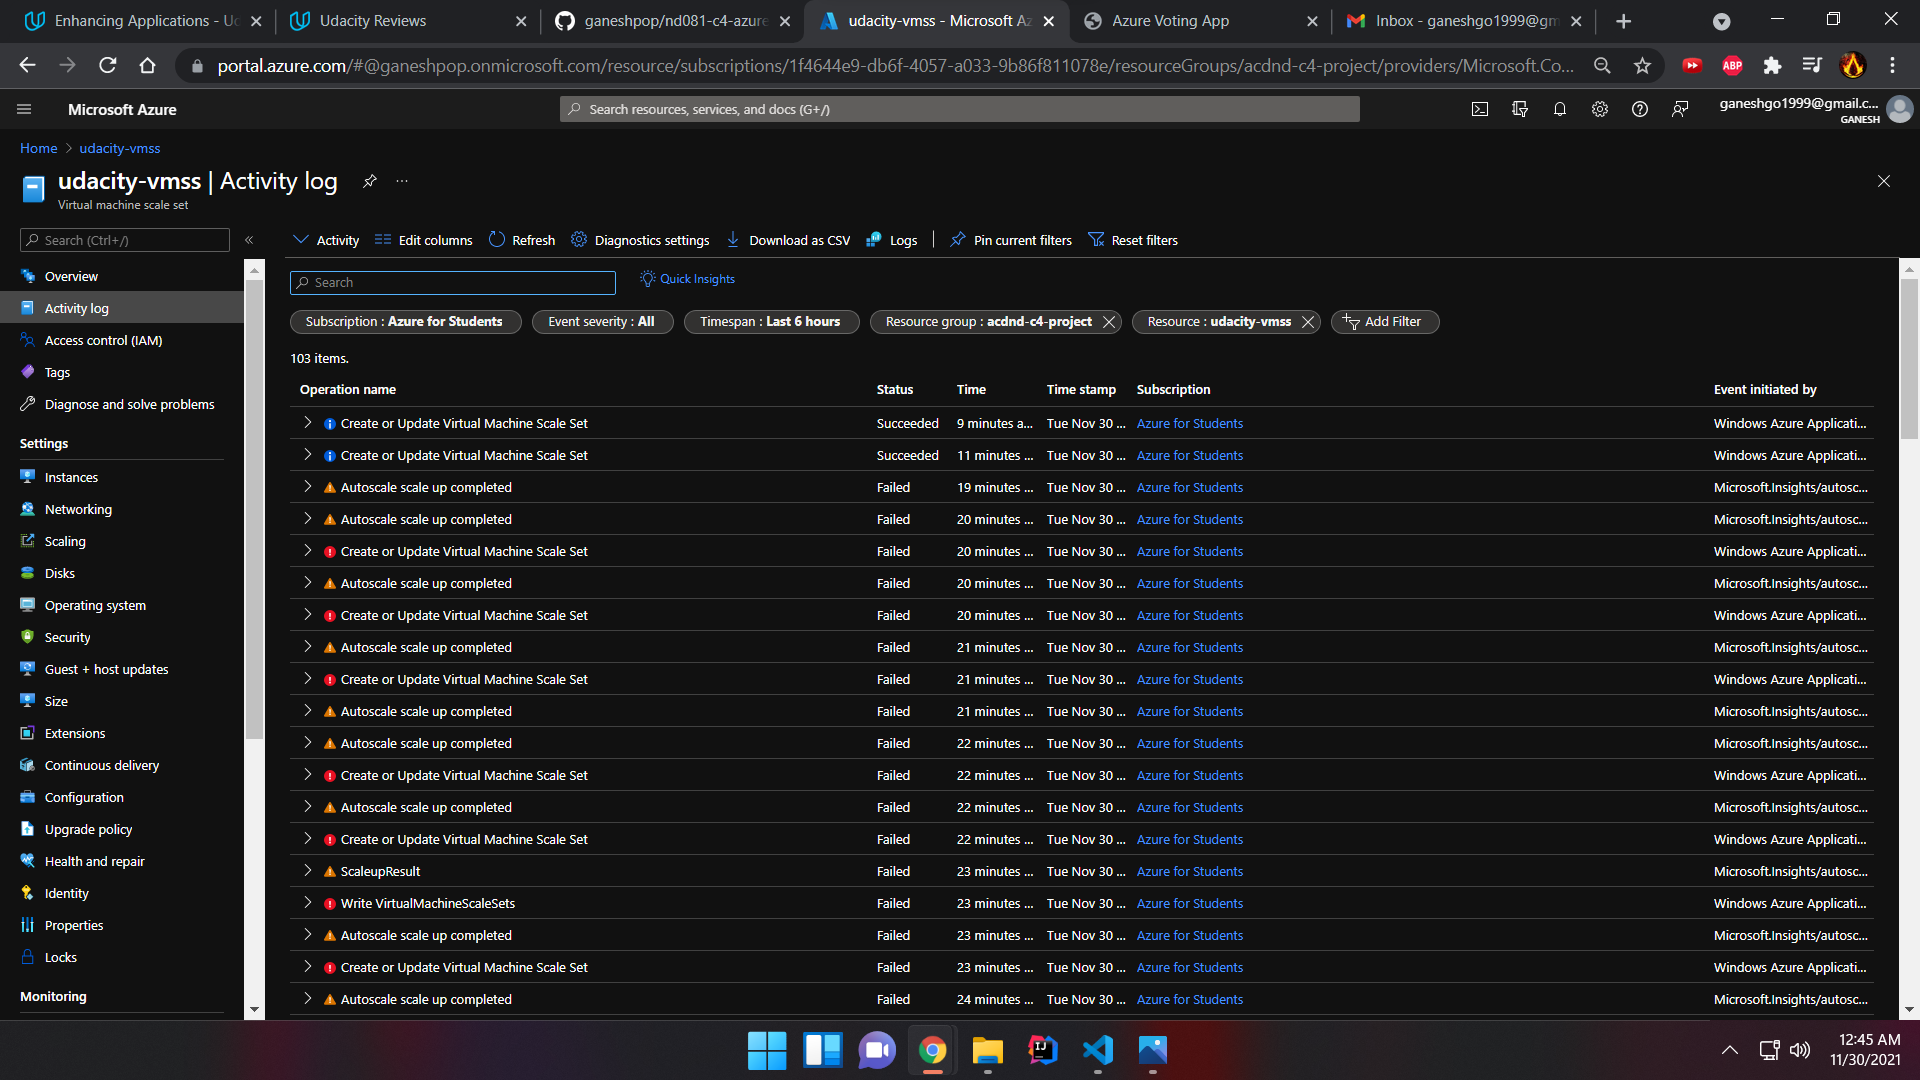 Enhancing Applications - Ud
Udacity Reviews
ganeshpop/nd081-c4-azure
udacity-vmss - Microsoft Az
Azure Voting App
Inbox - ganeshgo1999@gm
portal.azure.com/#@ganeshpop.onmicrosoft.com/resource/subscriptions/1f4644e9-db6f-4057-a033-9b86f811078e/resourceGroups/acdnd-c4-project/providers/Microsoft.Co...
ABP
Microsoft Azure
Search resources, services, and docs (G+/)
ganeshgo1999@gmail.c...
GANESH
Home > udacity-vmss
udacity-vmss | Activity log
...
Virtual machine scale set
Search (Ctrl+/)
«
Activity
Edit columns
Refresh
Diagnostics settings
Download as CSV
Logs
Pin current filters
Reset filters
Overview
Activity log
Access control (IAM)
Tags
Diagnose and solve problems
Settings
Instances
Networking
Scaling
Disks
Operating system
Security
Guest + host updates
Size
Extensions
Continuous delivery
Configuration
Upgrade policy
Health and repair
Identity
Properties
Locks
Monitoring
Search
Quick Insights
Subscription : Azure for Students
Event severity : All
Timespan : Last 6 hours
Resource group : acdnd-c4-project
Resource : udacity-vmss
Add Filter
103 items.
Operation name Status Time Time stamp Subscription Event initiated by
Create or Update Virtual Machine Scale Set Succeeded 9 minutes a... Tue Nov 30 ... Azure for Students Windows Azure Applicati...
Create or Update Virtual Machine Scale Set Succeeded 11 minutes ... Tue Nov 30 ... Azure for Students Windows Azure Applicati...
Autoscale scale up completed Failed 19 minutes ... Tue Nov 30 ... Azure for Students Microsoft.Insights/autosc...
Autoscale scale up completed Failed 20 minutes ... Tue Nov 30 ... Azure for Students Microsoft.Insights/autosc...
Create or Update Virtual Machine Scale Set Failed 20 minutes ... Tue Nov 30 ... Azure for Students Windows Azure Applicati...
Autoscale scale up completed Failed 20 minutes ... Tue Nov 30 ... Azure for Students Microsoft.Insights/autosc...
Create or Update Virtual Machine Scale Set Failed 20 minutes ... Tue Nov 30 ... Azure for Students Windows Azure Applicati...
Autoscale scale up completed Failed 21 minutes ... Tue Nov 30 ... Azure for Students Microsoft.Insights/autosc...
Create or Update Virtual Machine Scale Set Failed 21 minutes ... Tue Nov 30 ... Azure for Students Windows Azure Applicati...
Autoscale scale up completed Failed 21 minutes ... Tue Nov 30 ... Azure for Students Microsoft.Insights/autosc...
Autoscale scale up completed Failed 22 minutes ... Tue Nov 30 ... Azure for Students Microsoft.Insights/autosc...
Create or Update Virtual Machine Scale Set Failed 22 minutes ... Tue Nov 30 ... Azure for Students Windows Azure Applicati...
Autoscale scale up completed Failed 22 minutes ... Tue Nov 30 ... Azure for Students Microsoft.Insights/autosc...
Create or Update Virtual Machine Scale Set Failed 22 minutes ... Tue Nov 30 ... Azure for Students Windows Azure Applicati...
ScaleupResult Failed 23 minutes ... Tue Nov 30 ... Azure for Students Microsoft.Insights/autosc...
Write VirtualMachineScaleSets Failed 23 minutes ... Tue Nov 30 ... Azure for Students Windows Azure Applicati...
Autoscale scale up completed Failed 23 minutes ... Tue Nov 30 ... Azure for Students Microsoft.Insights/autosc...
Create or Update Virtual Machine Scale Set Failed 23 minutes ... Tue Nov 30 ... Azure for Students Windows Azure Applicati...
Autoscale scale up completed Failed 24 minutes ... Tue Nov 30 ... Azure for Students Microsoft.Insights/autosc...
IJ
12:45 AM
11/30/2021